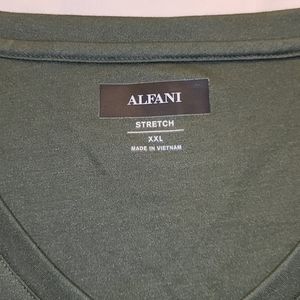 ALFANI
STRETCH
XXL
MADE IN VIETNAM